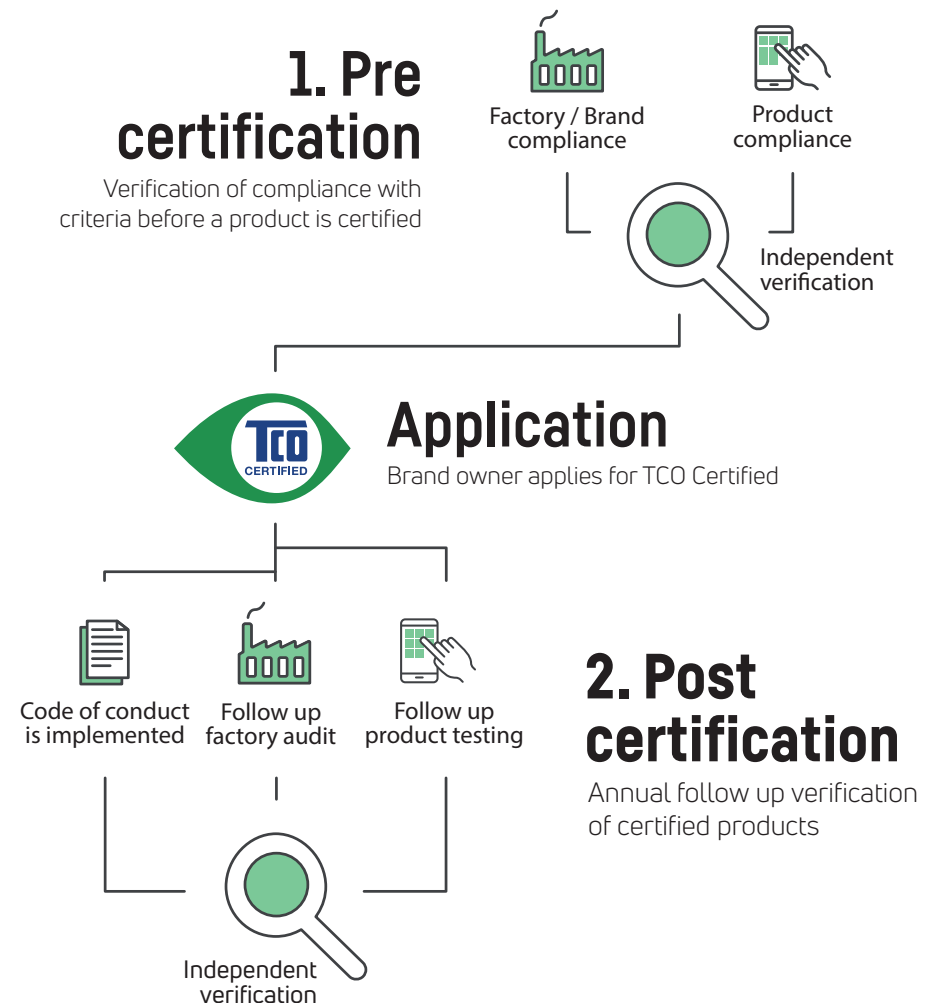 1. Pre
certification
Verification of compliance with
criteria before a product is certified
Factory / Brand
compliance
Product
compliance
Independent
verification
TCO
CERTIFIED
Application
Brand owner applies for TCO Certified
Code of conduct
is implemented
Follow up
factory audit
Follow up
product testing
2. Post
certification
Annual follow up verification
of certified products
Independent
verification